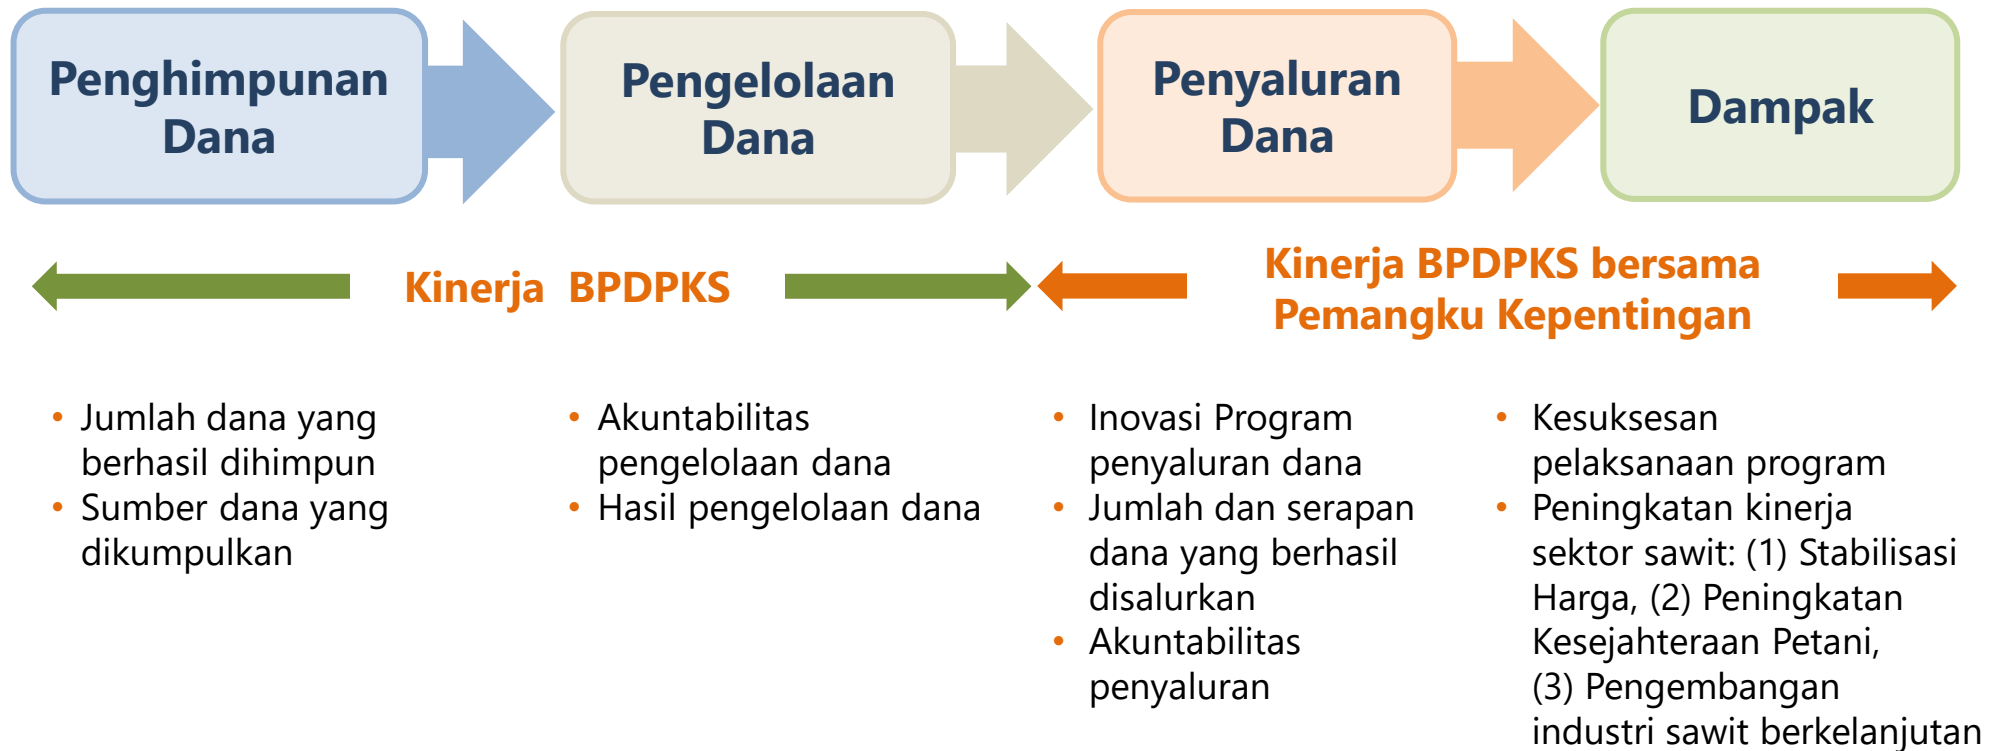 Penghimpunan
Dana
Pengelolaan
Dana
Penyaluran
Dana
Dampak
Kinerja BPDPKS
Kinerja BPDPKS bersama
Pemangku Kepentingan
• Jumlah dana yang
berhasil dihimpun
• Sumber dana yang
dikumpulkan
• Akuntabilitas
pengelolaan dana
• Hasil pengelolaan dana
• Inovasi Program
penyaluran dana
• Jumlah dan serapan
dana yang berhasil
disalurkan
• Akuntabilitas
penyaluran
• Kesuksesan
pelaksanaan program
• Peningkatan kinerja
sektor sawit: (1) Stabilisasi
Harga, (2) Peningkatan
Kesejahteraan Petani,
(3) Pengembangan
industri sawit berkelanjutan